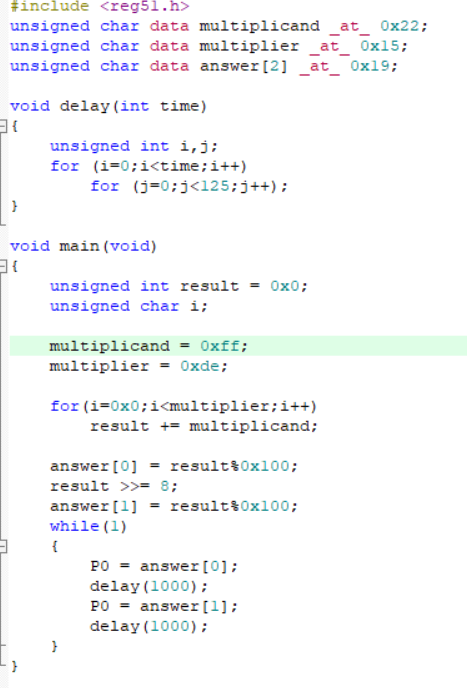 #include <reg51.h>
unsigned char data multiplicand _at_ 0x22;
unsigned char data multiplier _at_ 0x15;
unsigned char data answer[2] _at_ 0x19;
void delay(int time)
{
unsigned int i,j;
for (i=0;i<time;i++)
for (j=0;j<125;j++);
}
void main(void)
{
unsigned int result = 0x0;
unsigned char i;
multiplicand = 0xff;
multiplier = 0xde;
for(i=0x0;i<multiplier;i++)
result += multiplicand;
answer[0] = result%0x100;
result >>= 8;
answer[1] = result%0x100;
while(1)
{
P0 = answer[0];
delay(1000);
P0 = answer[1];
delay(1000);
}
}